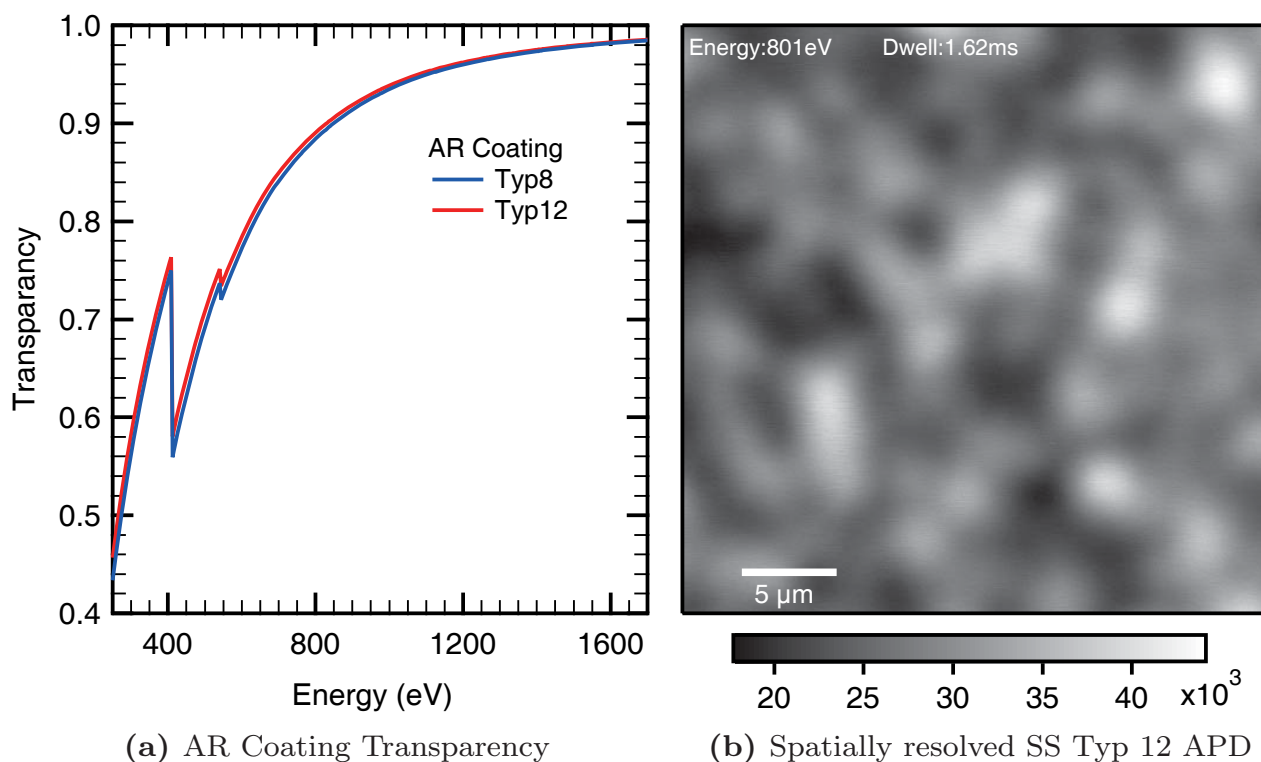 1.0
0.9
0.8
0.7
0.6
0.5
0.4
Transparancy
AR Coating
Typ8
Typ12
400 800 1200 1600
Energy (eV)
(a) AR Coating Transparency
Energy:801eV Dwell:1.62ms
5 µm
20 25 30 35 40 x10³
(b) Spatially resolved SS Typ 12 APD